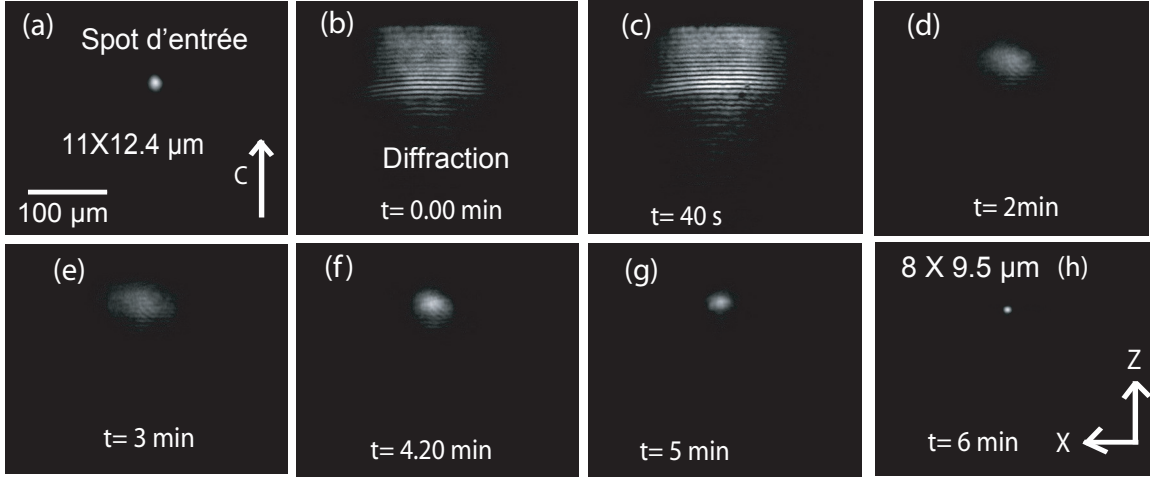 (a)
Spot d'entrée
11X12.4 µm
C
100 µm
(b)
Diffraction
t= 0.00 min
(c)
t= 40 s
(d)
t= 2min
(e)
t= 3 min
(f)
t= 4.20 min
(g)
t= 5 min
8 X 9.5 µm (h)
Z
X
t= 6 min